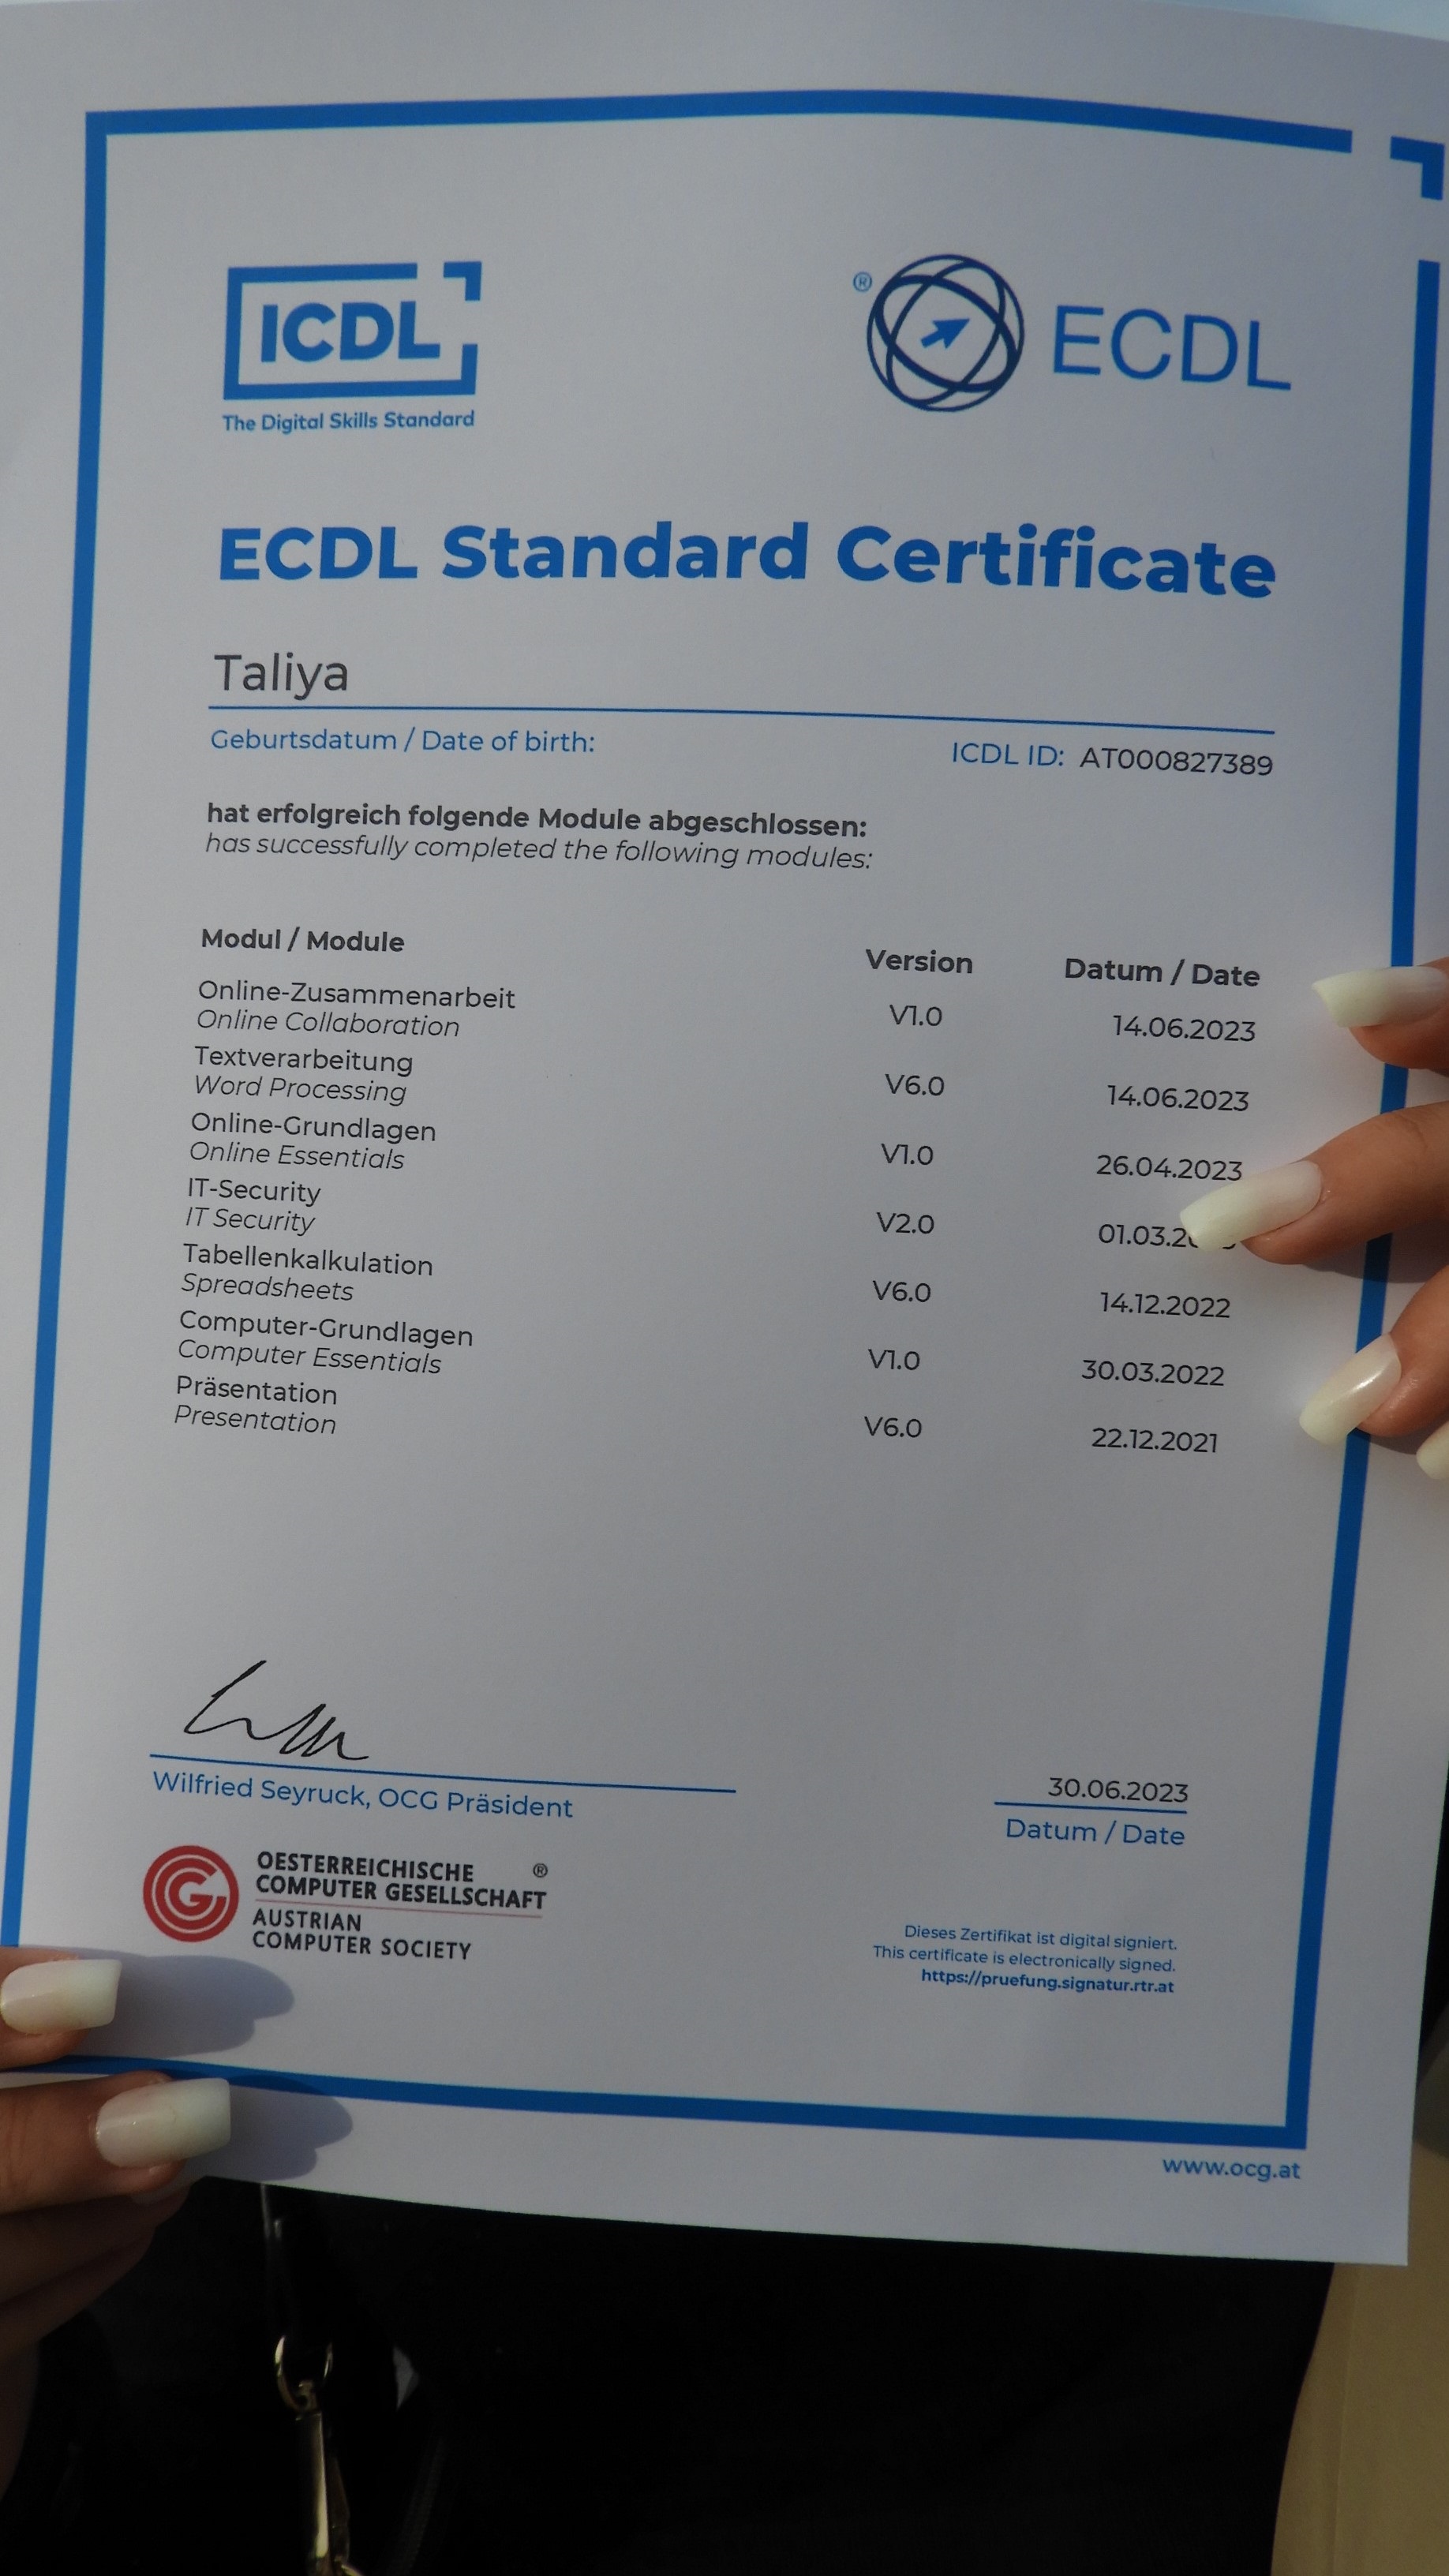 ICDL
The Digital Skills Standard
® ECDL
ECDL Standard Certificate
Taliya
Geburtsdatum / Date of birth:
ICDL ID: AT000827389
hat erfolgreich folgende Module abgeschlossen:
has successfully completed the following modules:
Modul / Module Version Datum / Date
Online-Zusammenarbeit
Online Collaboration
V1.0 14.06.2023
Textverarbeitung
Word Processing
V6.0 14.06.2023
Online-Grundlagen
Online Essentials
V1.0 26.04.2023
IT-Security
IT Security
V2.0
Tabellenkalkulation
Spreadsheets
V6.0 14.12.2022
Computer-Grundlagen
Computer Essentials
V1.0 30.03.2022
Präsentation
Presentation
V6.0 22.12.2021
Wilfried Seyruck, OCG Präsident
30.06.2023
Datum / Date
OESTERREICHISCHE ®
COMPUTER GESELLSCHAFT
AUSTRIAN
COMPUTER SOCIETY
Dieses Zertifikat ist digital signiert.
This certificate is electronically signed.
https://pruefung.signatur.rtr.at
www.ocg.at